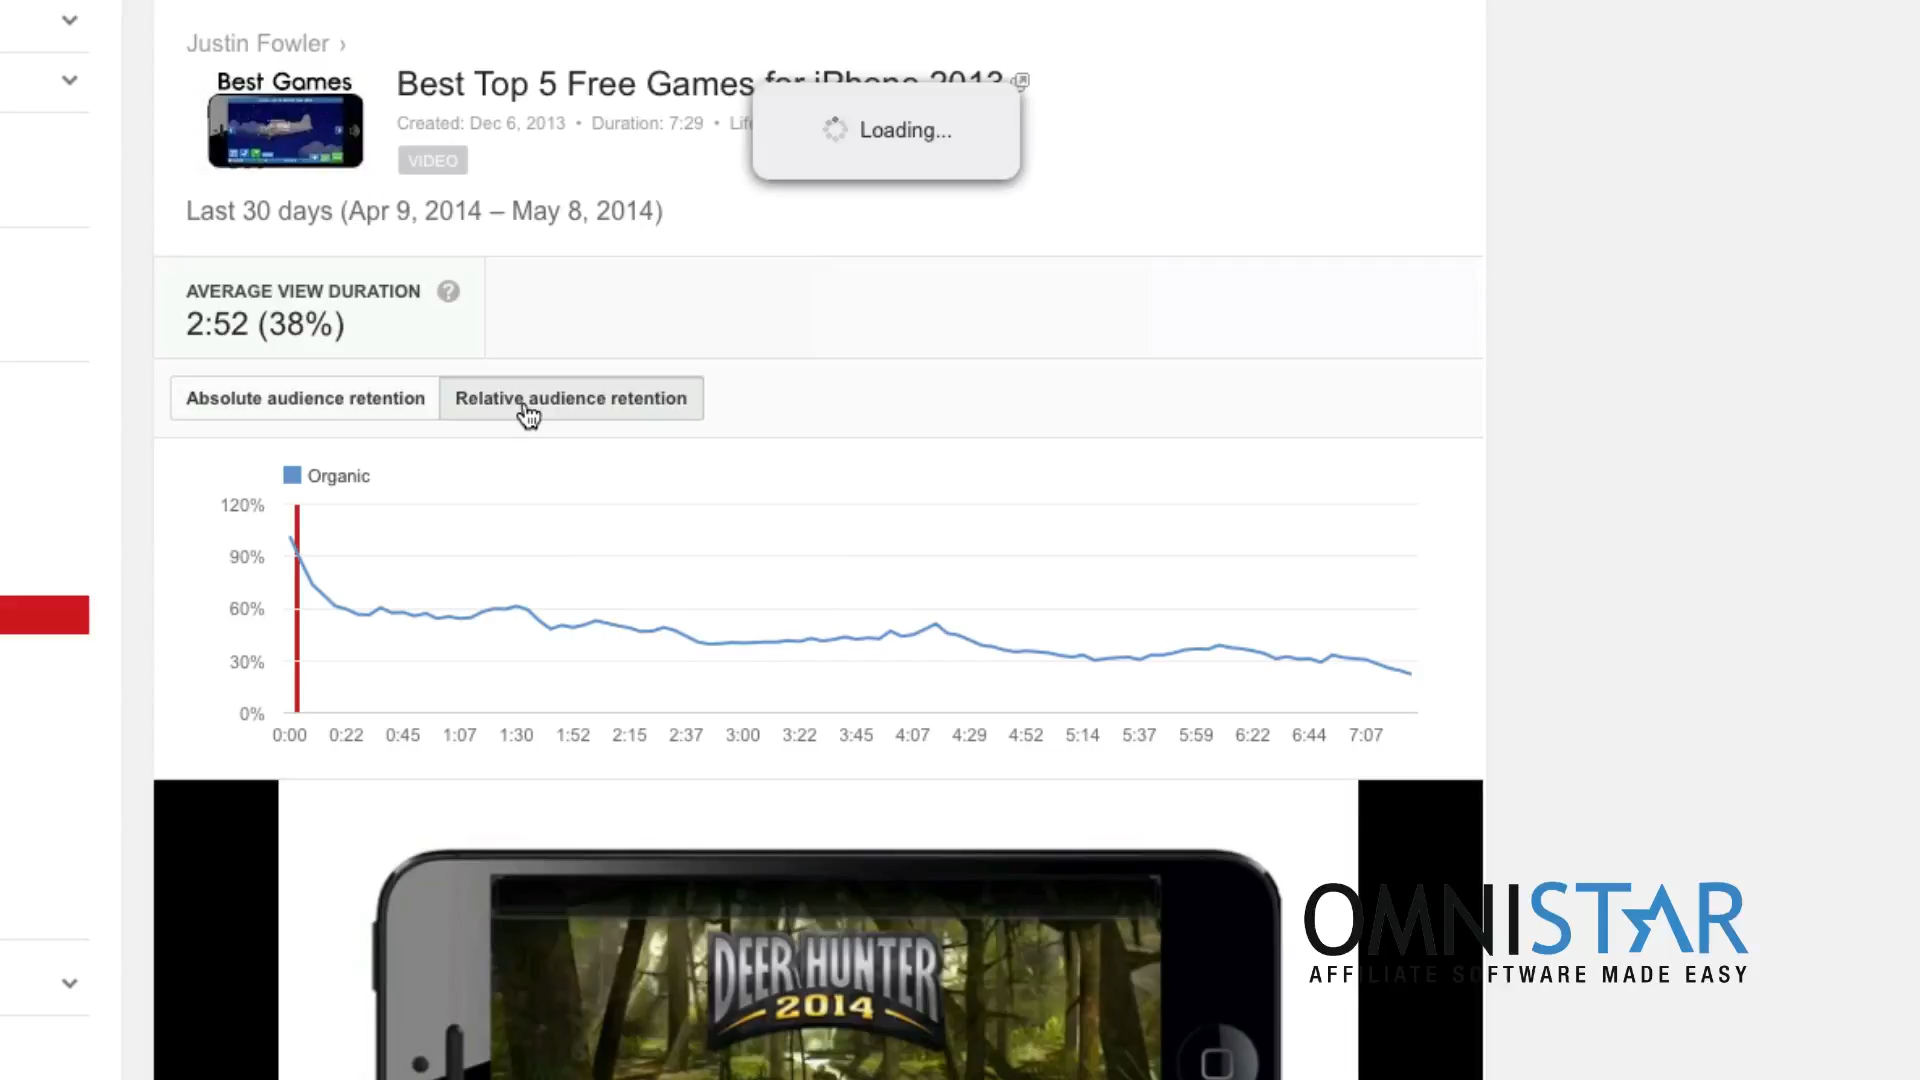 Justin Fowler ›
Best Games
Best Top 5 Free Games for iPhone 2013
Created: Dec 6, 2013 • Duration: 7:29 •
Loading...
VIDEO
Last 30 days (Apr 9, 2014 – May 8, 2014)
AVERAGE VIEW DURATION ?
2:52 (38%)
Absolute audience retention
Relative audience retention
Organic
120%
90%
60%
30%
0%
0:00 0:22 0:45 1:07 1:30 1:52 2:15 2:37 3:00 3:22 3:45 4:07 4:29 4:52 5:14 5:37 5:59 6:22 6:44 7:07
DEER HUNTER
2014
OMNISTAR
AFFILIATE SOFTWARE MADE EASY